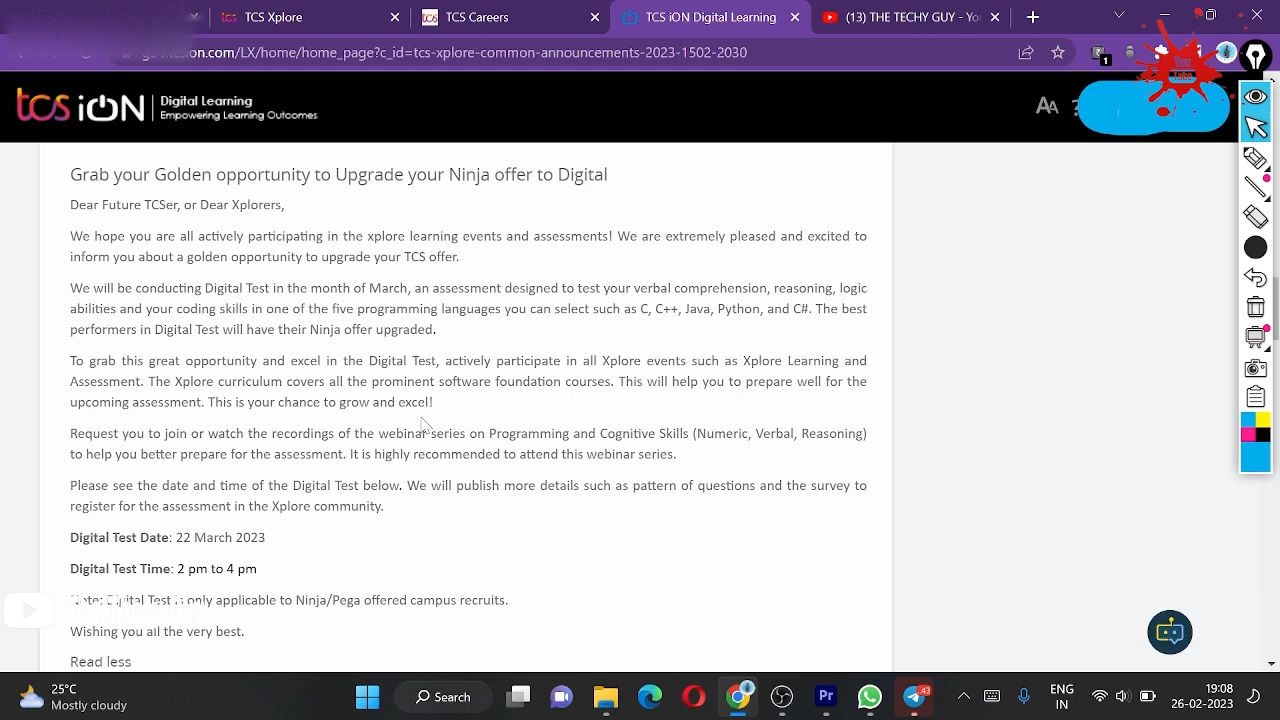 TCS Xplore
TCS Careers
TCS iON Digital Learning
(13) THE TECHY GUY - Yo
.tcsion.com/LX/home/home_page?c_id=tcs-xplore-common-announcements-2023-1502-2030
1
You
Tube
tcs iON
Digital Learning
Empowering Learning Outcomes
AA ?
Grab your Golden opportunity to Upgrade your Ninja offer to Digital
Dear Future TCSer, or Dear Xplorers,
We hope you are all actively participating in the xplore learning events and assessments! We are extremely pleased and excited to
inform you about a golden opportunity to upgrade your TCS offer.
We will be conducting Digital Test in the month of March, an assessment designed to test your verbal comprehension, reasoning, logic
abilities and your coding skills in one of the five programming languages you can select such as C, C++, Java, Python, and C#. The best
performers in Digital Test will have their Ninja offer upgraded.
To grab this great opportunity and excel in the Digital Test, actively participate in all Xplore events such as Xplore Learning and
Assessment. The Xplore curriculum covers all the prominent software foundation courses. This will help you to prepare well for the
upcoming assessment. This is your chance to grow and excel!
Request you to join or watch the recordings of the webinar series on Programming and Cognitive Skills (Numeric, Verbal, Reasoning)
to help you better prepare for the assessment. It is highly recommended to attend this webinar series.
Please see the date and time of the Digital Test below. We will publish more details such as pattern of questions and the survey to
register for the assessment in the Xplore community.
Digital Test Date: 22 March 2023
Digital Test Time: 2 pm to 4 pm
Note: Digital Test is only applicable to Ninja/Pega offered campus recruits.
Wishing you all the very best.
Read less
25°C
Mostly cloudy
Search
Pr
43
ENG
IN
19:08
26-02-2023